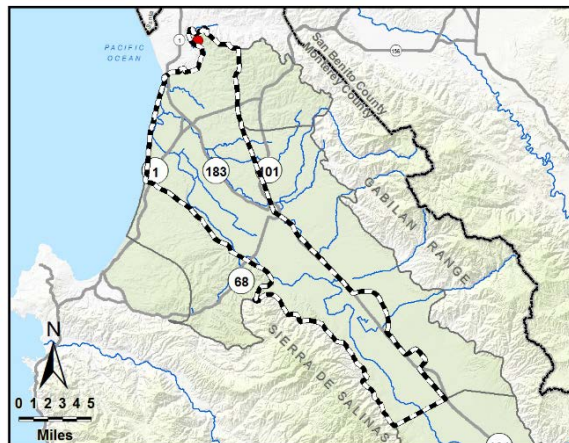 PACIFIC
OCEAN
1
156
San Benito County
Monterey County
1
183
101
GABILAN RANGE
68
SIERRA DE SALINAS
N
0 1 2 3 4 5
Miles